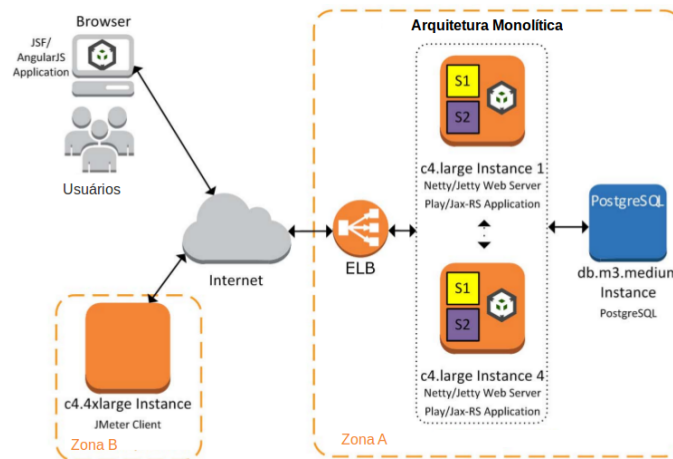 Browser
JSF/
AngularJS
Application
Usuários
Internet
c4.4xlarge Instance
JMeter Client
Zona B
Arquitetura Monolítica
ELB
S1
S2
c4.large Instance 1
Netty/Jetty Web Server
Play/Jax-RS Application
S1
S2
c4.large Instance 4
Netty/Jetty Web Server
Play/Jax-RS Application
PostgreSQL
db.m3.medium
Instance
PostgreSQL
Zona A